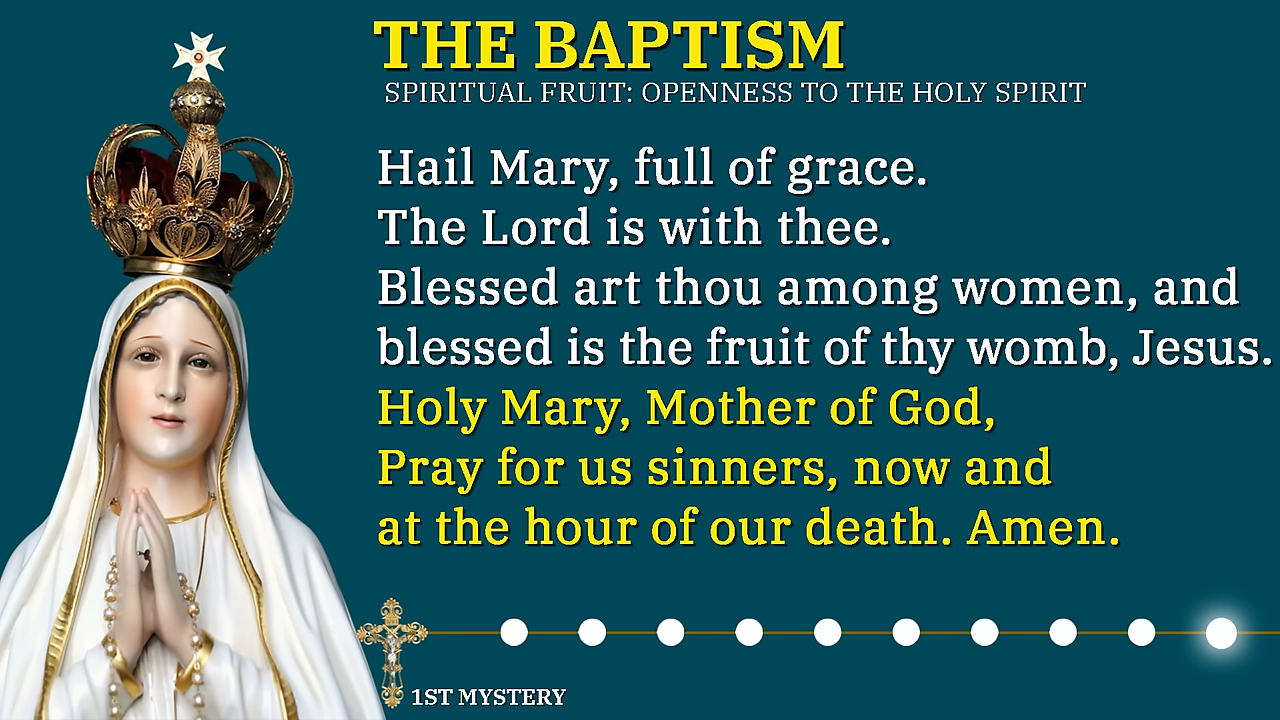 THE BAPTISM
SPIRITUAL FRUIT: OPENNESS TO THE HOLY SPIRIT
Hail Mary, full of grace.
The Lord is with thee.
Blessed art thou among women, and
blessed is the fruit of thy womb, Jesus.
Holy Mary, Mother of God,
Pray for us sinners, now and
at the hour of our death. Amen.
1ST MYSTERY